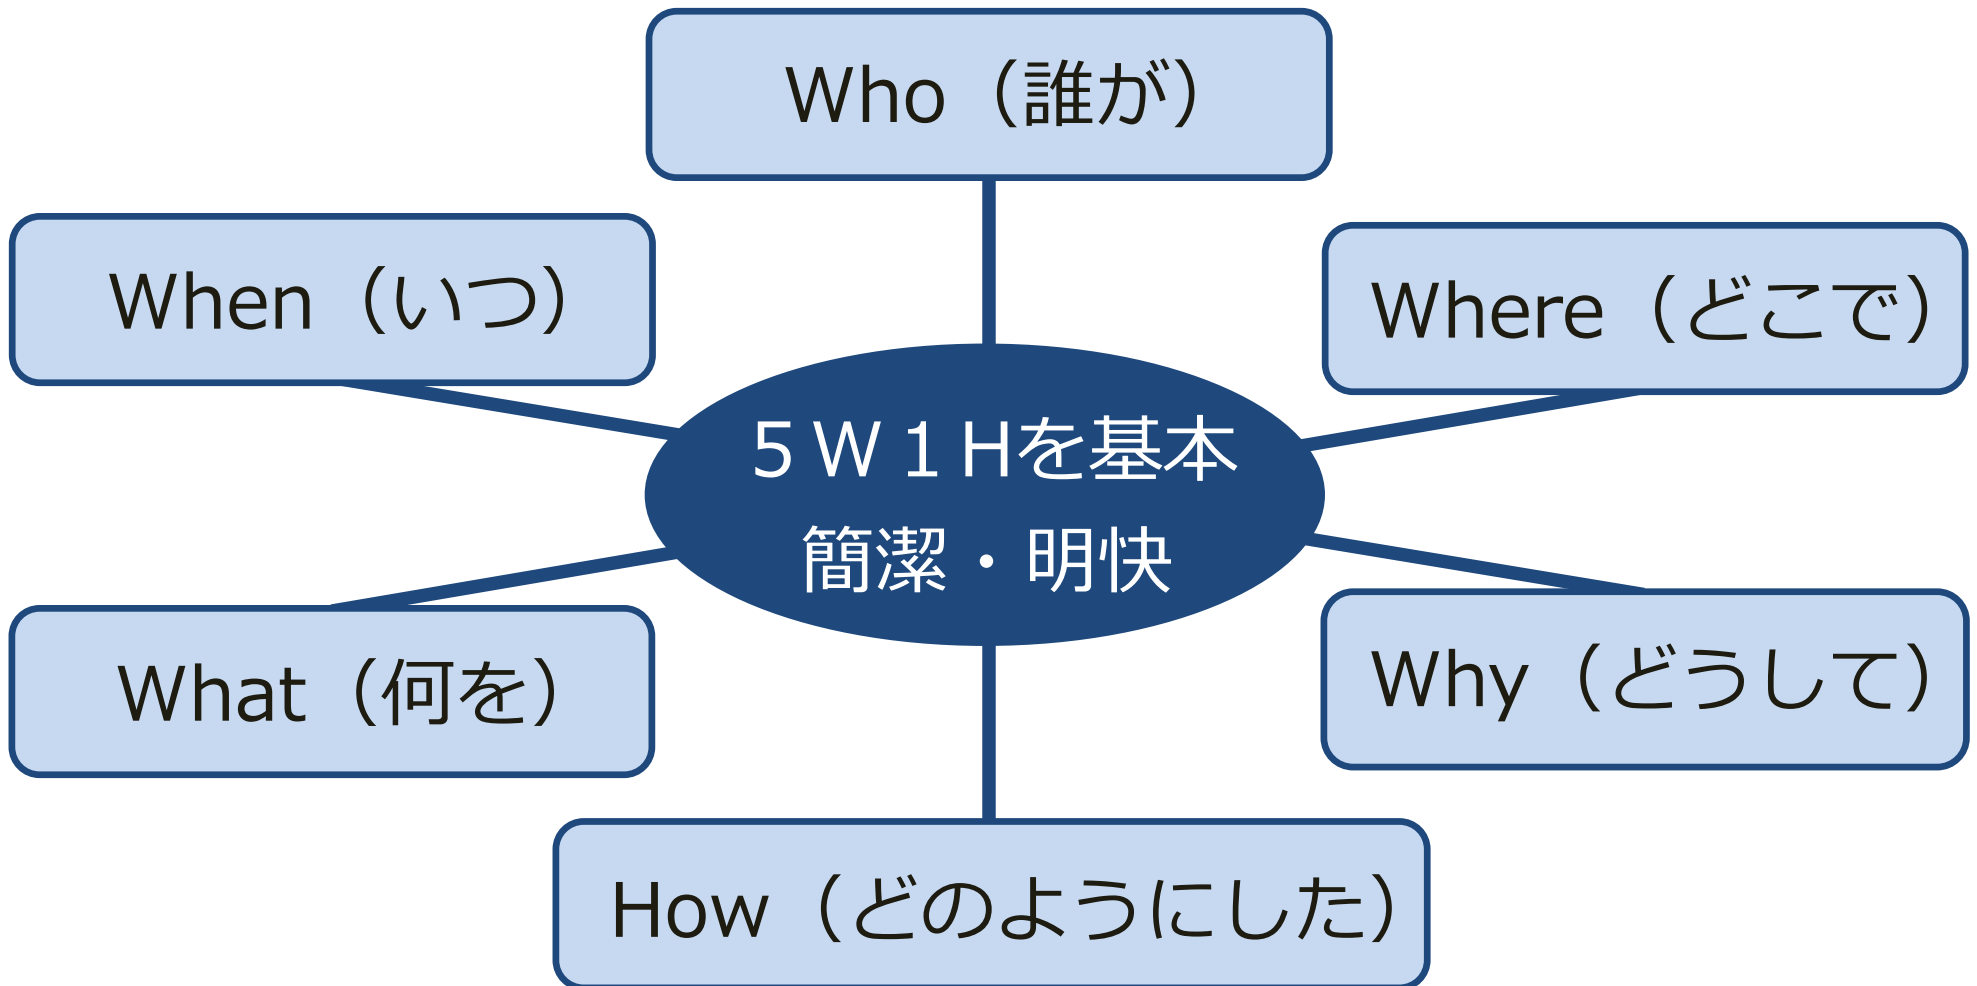 Who（誰が）
When（いつ）
Where（どこで）
５Ｗ１Hを基本
簡潔・明快
What（何を）
Why（どうして）
How（どのようにした）